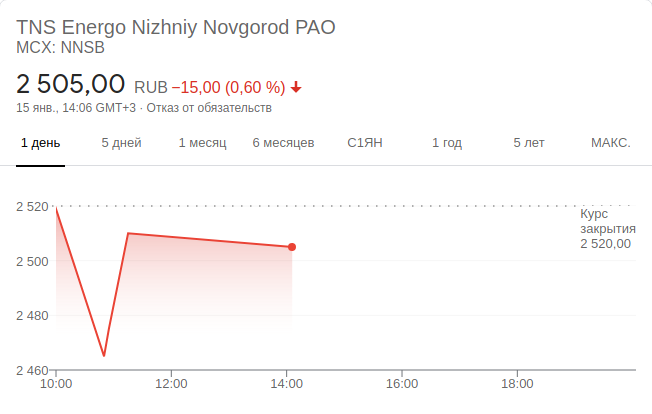 TNS Energo Nizhniy Novgorod PAO
MCX: NNSB
2 505,00 RUB −15,00 (0,60 %)
15 янв., 14:06 GMT+3 · Отказ от обязательств
1 день 5 дней 1 месяц 6 месяцев С1ЯН 1 год 5 лет МАКС.
2 520
Курс
закрытия
2 520,00
2 500
2 480
2 460
10:00 12:00 14:00 16:00 18:00